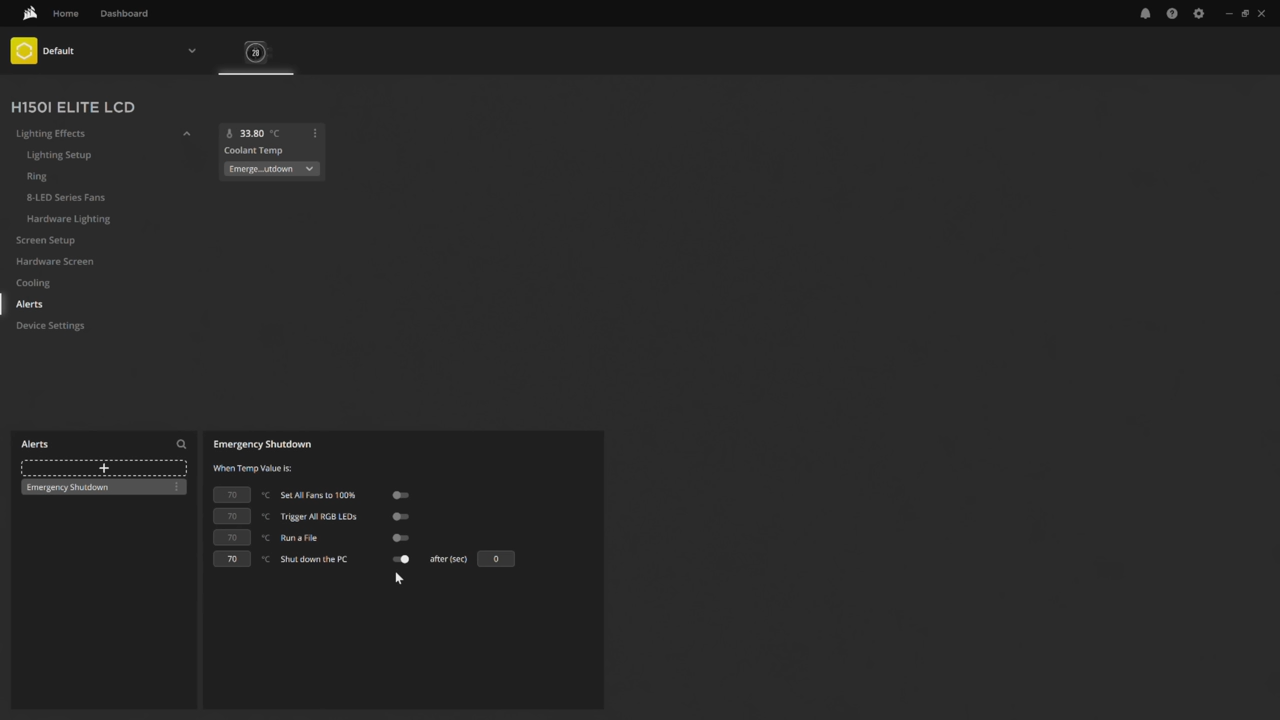 Home Dashboard
Default
28
H150I ELITE LCD
Lighting Effects
Lighting Setup
Ring
8-LED Series Fans
Hardware Lighting
Screen Setup
Hardware Screen
Cooling
Alerts
Device Settings
33.80 °C
Coolant Temp
Emerge...utdown
Alerts
+
Emergency Shutdown
Emergency Shutdown
When Temp Value is:
70 °C Set All Fans to 100%
70 °C Trigger All RGB LEDs
70 °C Run a File
70 °C Shut down the PC after (sec) 0